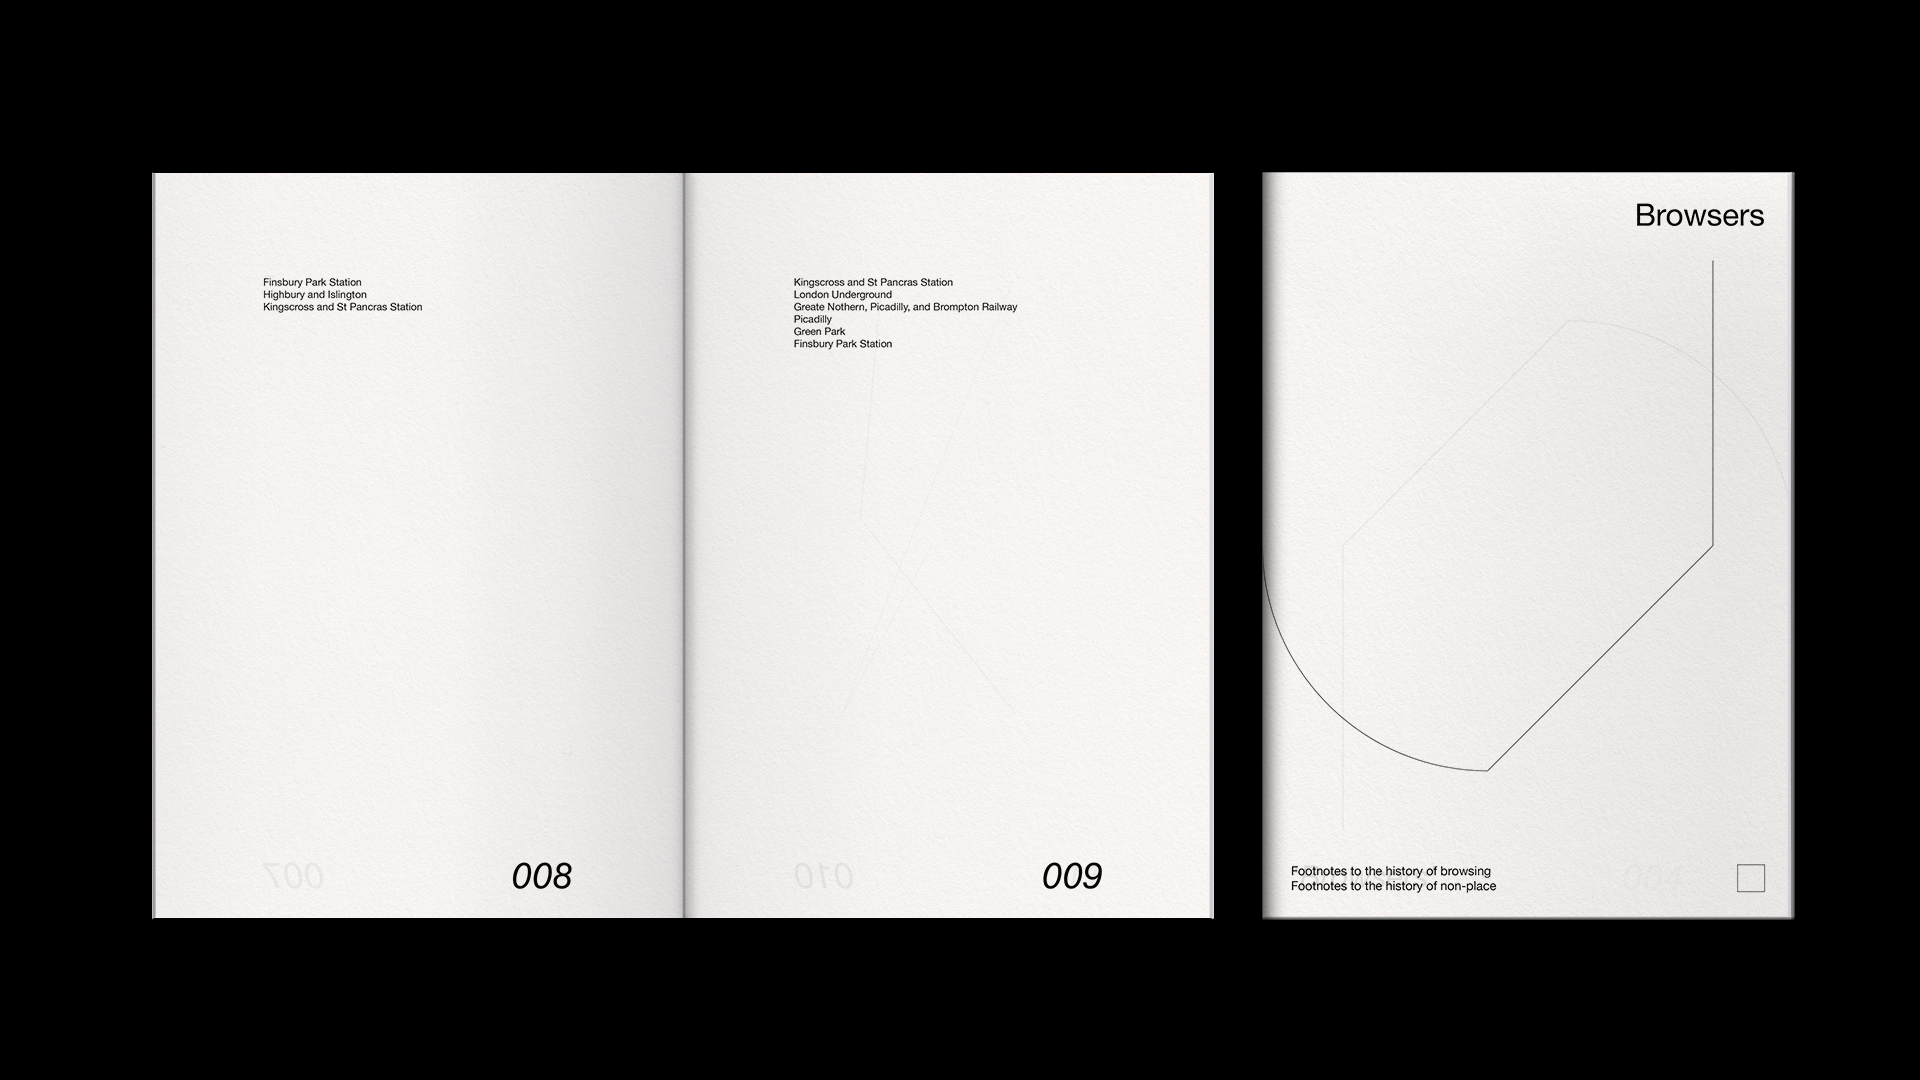 Finsbury Park Station
Highbury and Islington
Kingscross and St Pancras Station
007
008
Kingscross and St Pancras Station
London Underground
Greate Nothern, Picadilly, and Brompton Railway
Picadilly
Green Park
Finsbury Park Station
010
009
Browsers
Footnotes to the history of browsing
Footnotes to the history of non-place